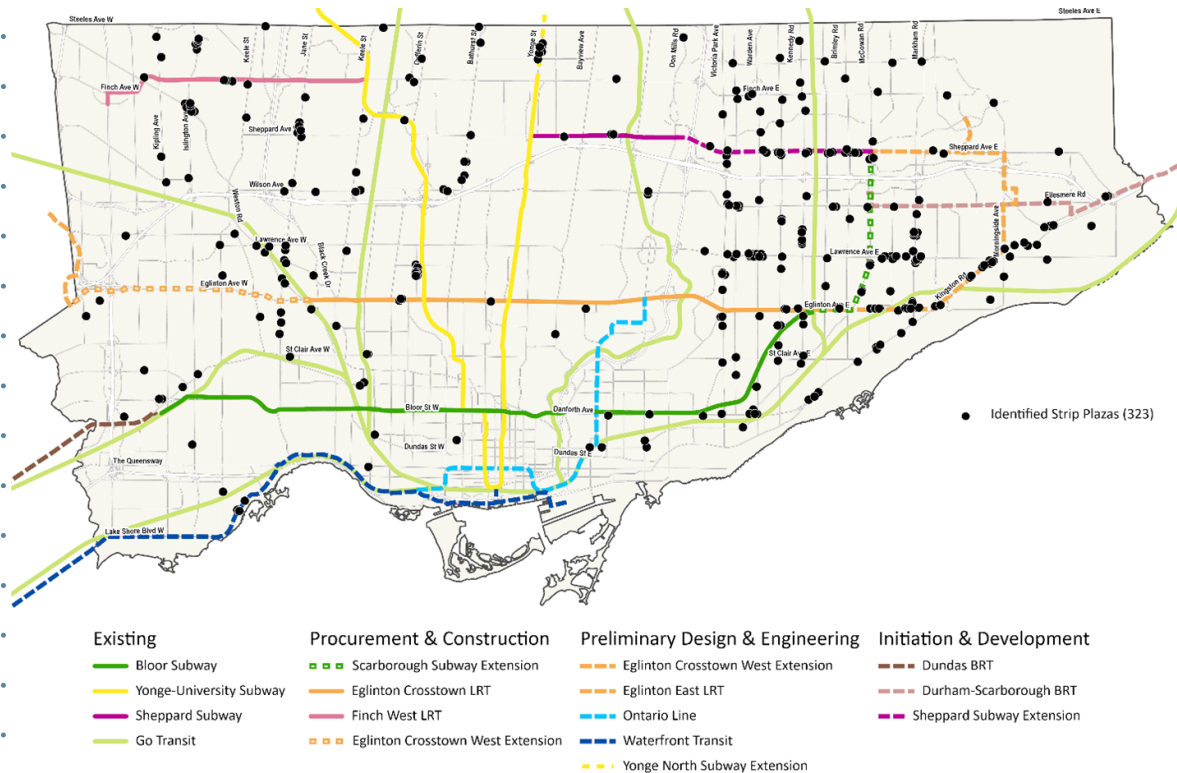 Steeles Ave W
Steeles Ave E
Keele St
Jane St
Keele St
Dufferin St
Bathurst St
Yonge St
Bayview Ave
Don Mills Rd
Victoria Park Ave
Warden Ave
Kennedy Rd
Brimley Rd
McCowan Rd
Markham Rd
Finch Ave W
Finch Ave E
Kipling Ave
Islington Ave
Sheppard Ave
Sheppard Ave E
Wilson Ave
Ellesmere Rd
Weston Rd
Morningside Ave
Lawrence Ave W
Black Creek Dr
Lawrence Ave E
Eglinton Ave W
Kingston Rd
Eglinton Ave E
St Clair Ave W
St Clair Ave E
Bloor St W
Danforth Ave
Identified Strip Plazas (323)
Dundas St W
Dundas St E
The Queensway
Lake Shore Blvd W
Existing
Bloor Subway
Yonge-University Subway
Sheppard Subway
Go Transit
Procurement & Construction
Scarborough Subway Extension
Eglinton Crosstown LRT
Finch West LRT
Eglinton Crosstown West Extension
Preliminary Design & Engineering
Eglinton Crosstown West Extension
Eglinton East LRT
Ontario Line
Waterfront Transit
Yonge North Subway Extension
Initiation & Development
Dundas BRT
Durham-Scarborough BRT
Sheppard Subway Extension